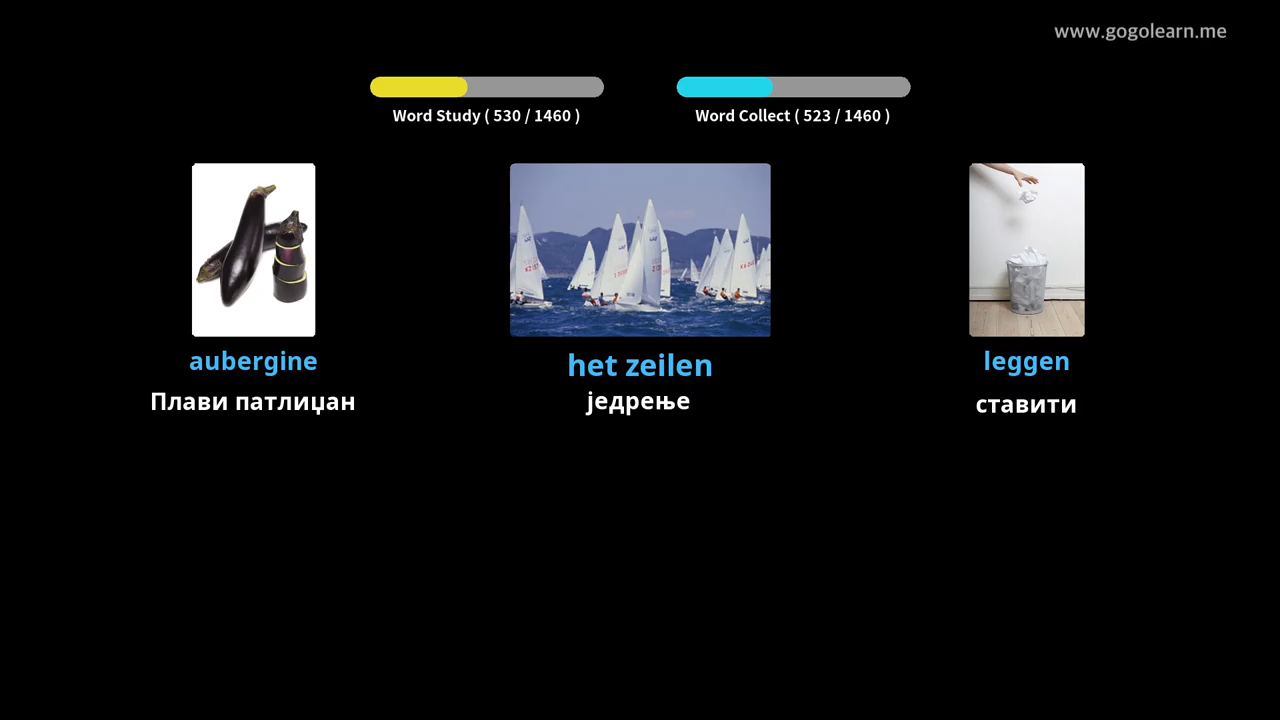 www.gogolearn.me
Word Study ( 530 / 1460 )
Word Collect ( 523 / 1460 )
aubergine
Плави патлиџан
het zeilen
једрење
leggen
ставити